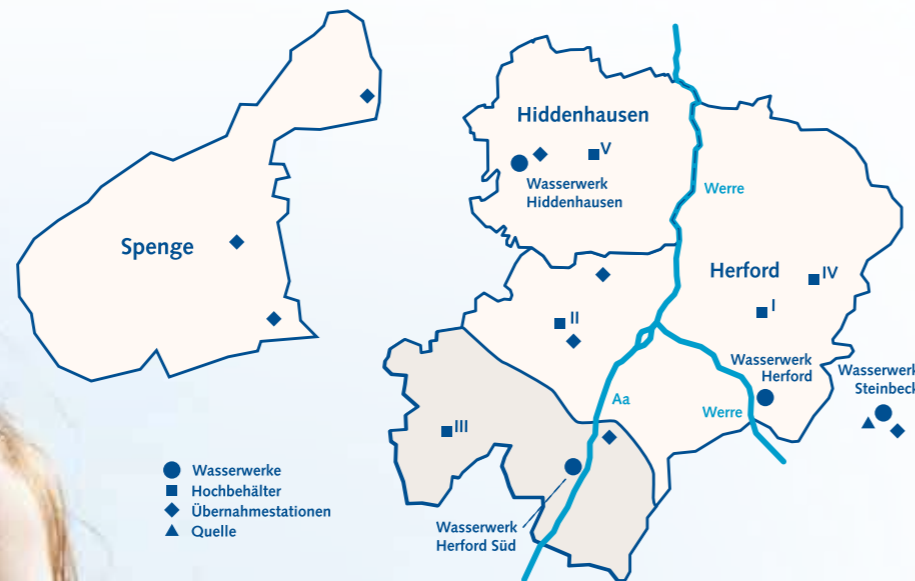 Hiddenhausen
V
Wasserwerk
Hiddenhausen
Werre
Spenge
Herford
IV
I
II
Wasserwerk
Herford
Wasserwerk
Steinbeck
Aa
Werre
III
Wasserwerke
Hochbehälter
Übernahmestationen
Quelle
Wasserwerk
Herford Süd